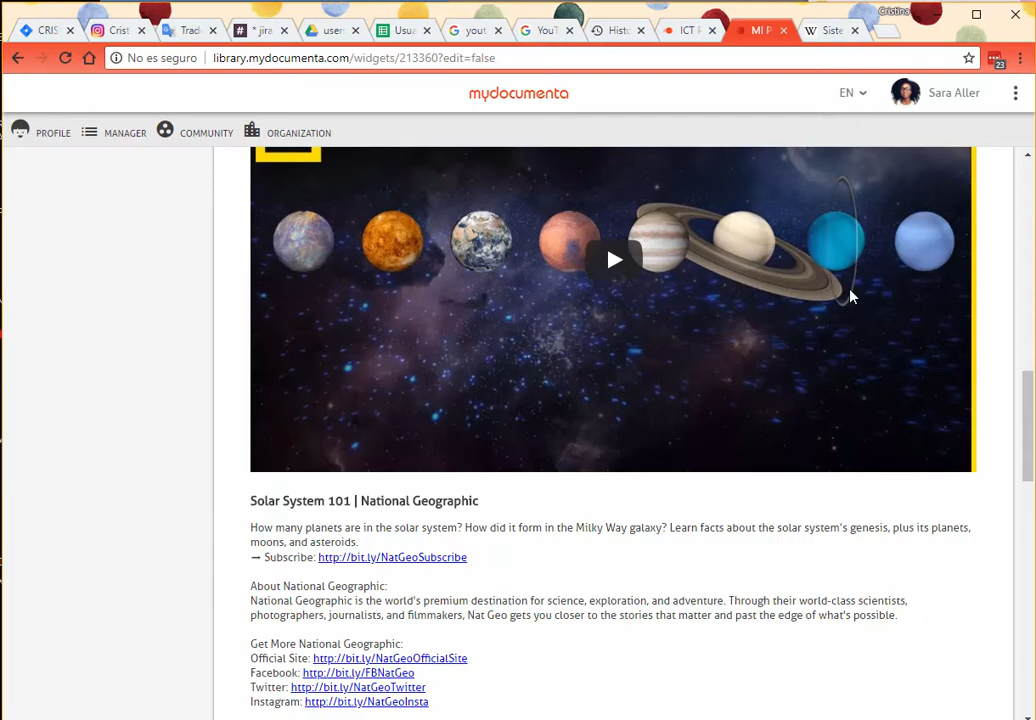 Cristina
CRIS
Crist
Trad
* jira
user
Usua
yout
YouT
Histo
ICT P
MI P
Siste
No es seguro
library.mydocumenta.com/widgets/213360?edit=false
23
mydocumenta
EN
Sara Aller
PROFILE
MANAGER
COMMUNITY
ORGANIZATION
Solar System 101 | National Geographic
How many planets are in the solar system? How did it form in the Milky Way galaxy? Learn facts about the solar system's genesis, plus its planets,
moons, and asteroids.
→ Subscribe: http://bit.ly/NatGeoSubscribe
About National Geographic:
National Geographic is the world's premium destination for science, exploration, and adventure. Through their world-class scientists,
photographers, journalists, and filmmakers, Nat Geo gets you closer to the stories that matter and past the edge of what's possible.
Get More National Geographic:
Official Site: http://bit.ly/NatGeoOfficialSite
Facebook: http://bit.ly/FBNatGeo
Twitter: http://bit.ly/NatGeoTwitter
Instagram: http://bit.ly/NatGeoInsta